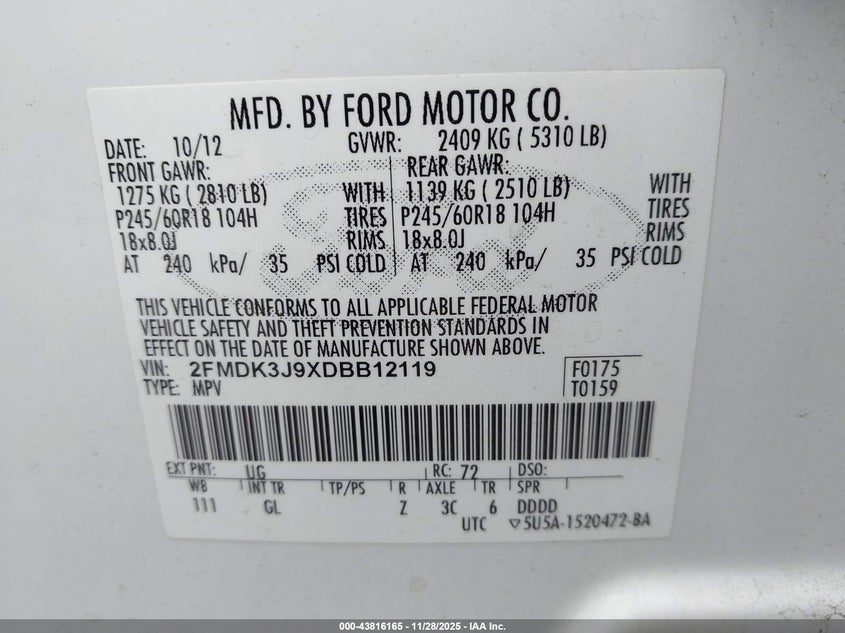 MFD. BY FORD MOTOR CO.
DATE: 10/12 GVWR: 2409 KG ( 5310 LB)
FRONT GAWR: REAR GAWR:
1275 KG ( 2810 LB) WITH 1139 KG ( 2510 LB) WITH
P245/60R18 104H TIRES P245/60R18 104H TIRES
18x8.0J RIMS 18x8.0J RIMS
AT 240 kPa/ 35 PSI COLD AT 240 kPa/ 35 PSI COLD
THIS VEHICLE CONFORMS TO ALL APPLICABLE FEDERAL MOTOR
VEHICLE SAFETY AND THEFT PREVENTION STANDARDS IN
EFFECT ON THE DATE OF MANUFACTURE SHOWN ABOVE.
VIN: 2FMDK3J9XDBB12119 F0175
TYPE: MPV T0159
EXT PNT: UG RC: 72 DSO:
WB INT TR TP/PS R AXLE TR SPR
111 GL Z 3C 6 DDDD
UTC ▽5U5A-1520472-BA
000-43816165 - 11/28/2025 - IAA Inc.